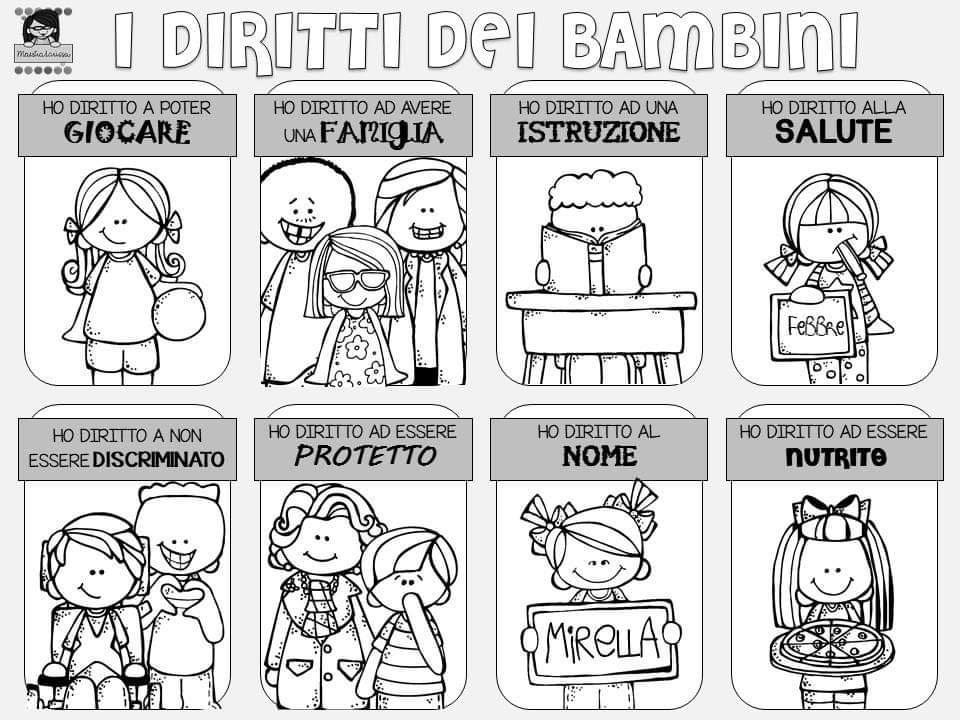 I DIRITTI DEI BAMBINI
HO DIRITTO A POTER
GIOCARE
HO DIRITTO AD AVERE
UNA FAMIGLIA
HO DIRITTO AD UNA
ISTRUZIONE
HO DIRITTO ALLA
SALUTE
FEBBRE
HO DIRITTO A NON
ESSERE DISCRIMINATO
HO DIRITTO AD ESSERE
PROTETTO
HO DIRITTO AL
NOME
MIRELLA
HO DIRITTO AD ESSERE
NUTRITO